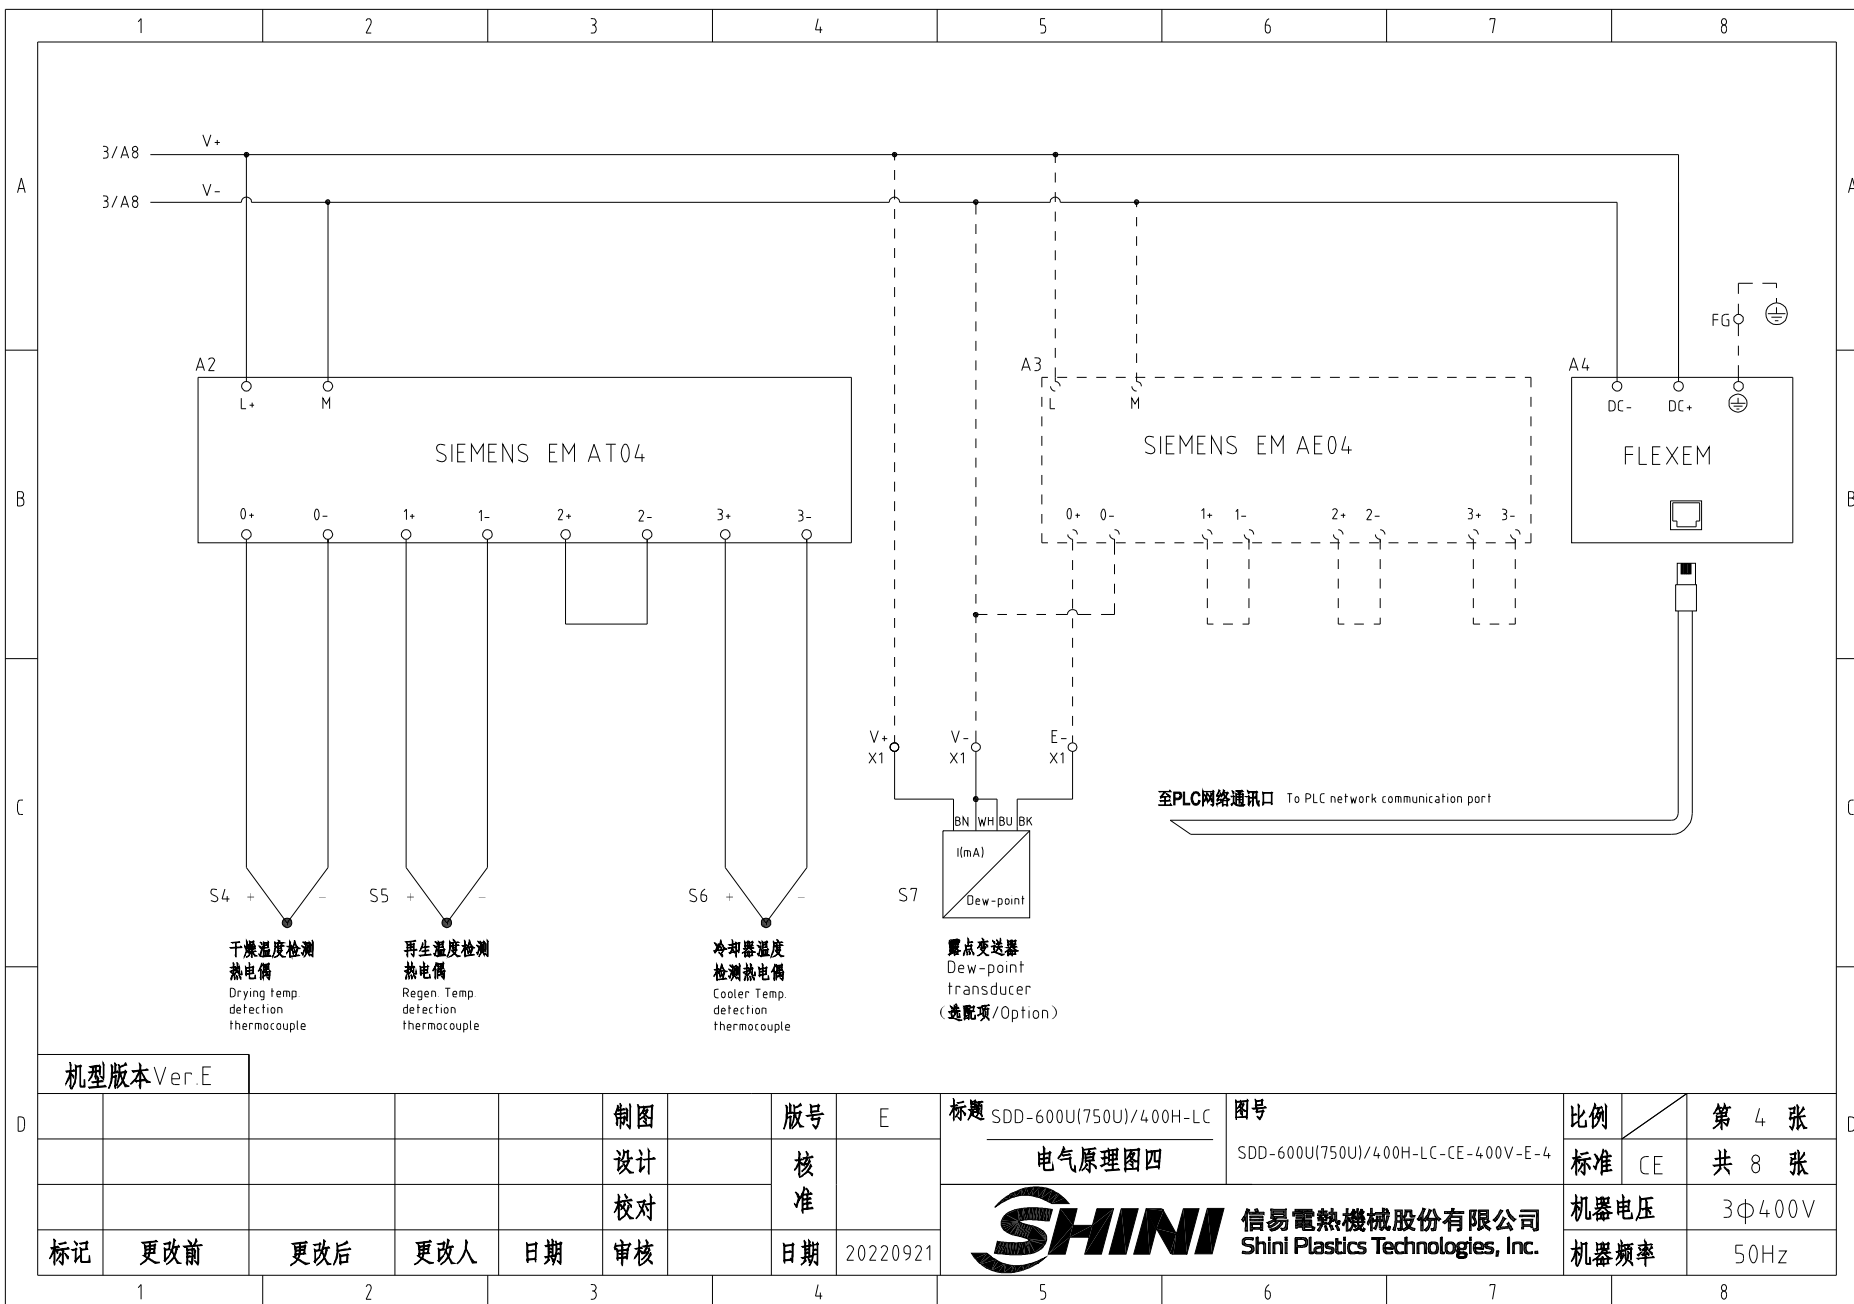 1 2 3 4 5 6 7 8
3/A8 V+
A A
3/A8 V-
FG
A2 A3 A4
L+ M L M DC- DC+
SIEMENS EM AT04 SIEMENS EM AE04 FLEXEM
B B
0+ 0- 1+ 1- 2+ 2- 3+ 3- 0+ 0- 1+ 1- 2+ 2- 3+ 3-
V+ V- E-
X1 X1 X1
至PLC网络通讯口 To PLC network communication port
C C
BN WH BU BK
I(mA)
Dew-point
S4 + - S5 + - S6 + - S7
干燥温度检测
热电偶
Drying temp.
detection
thermocouple
再生温度检测
热电偶
Regen. Temp.
detection
thermocouple
冷却器温度
检测热电偶
Cooler Temp.
detection
thermocouple
露点变送器
Dew-point
transducer
(选配项/Option)
机型版本Ver.E
D D
制图 版号 E
设计 核准
校对
标记 更改前 更改后 更改人 日期 审核 日期 20220921
标题 SDD-600U(750U)/400H-LC
电气原理图四
图号
SDD-600U(750U)/400H-LC-CE-400V-E-4
比例 第 4 张
标准 CE 共 8 张
机器电压 3Φ400V
机器频率 50Hz
SHINI
信易電熱機械股份有限公司
Shini Plastics Technologies, Inc.
1 2 3 4 5 6 7 8